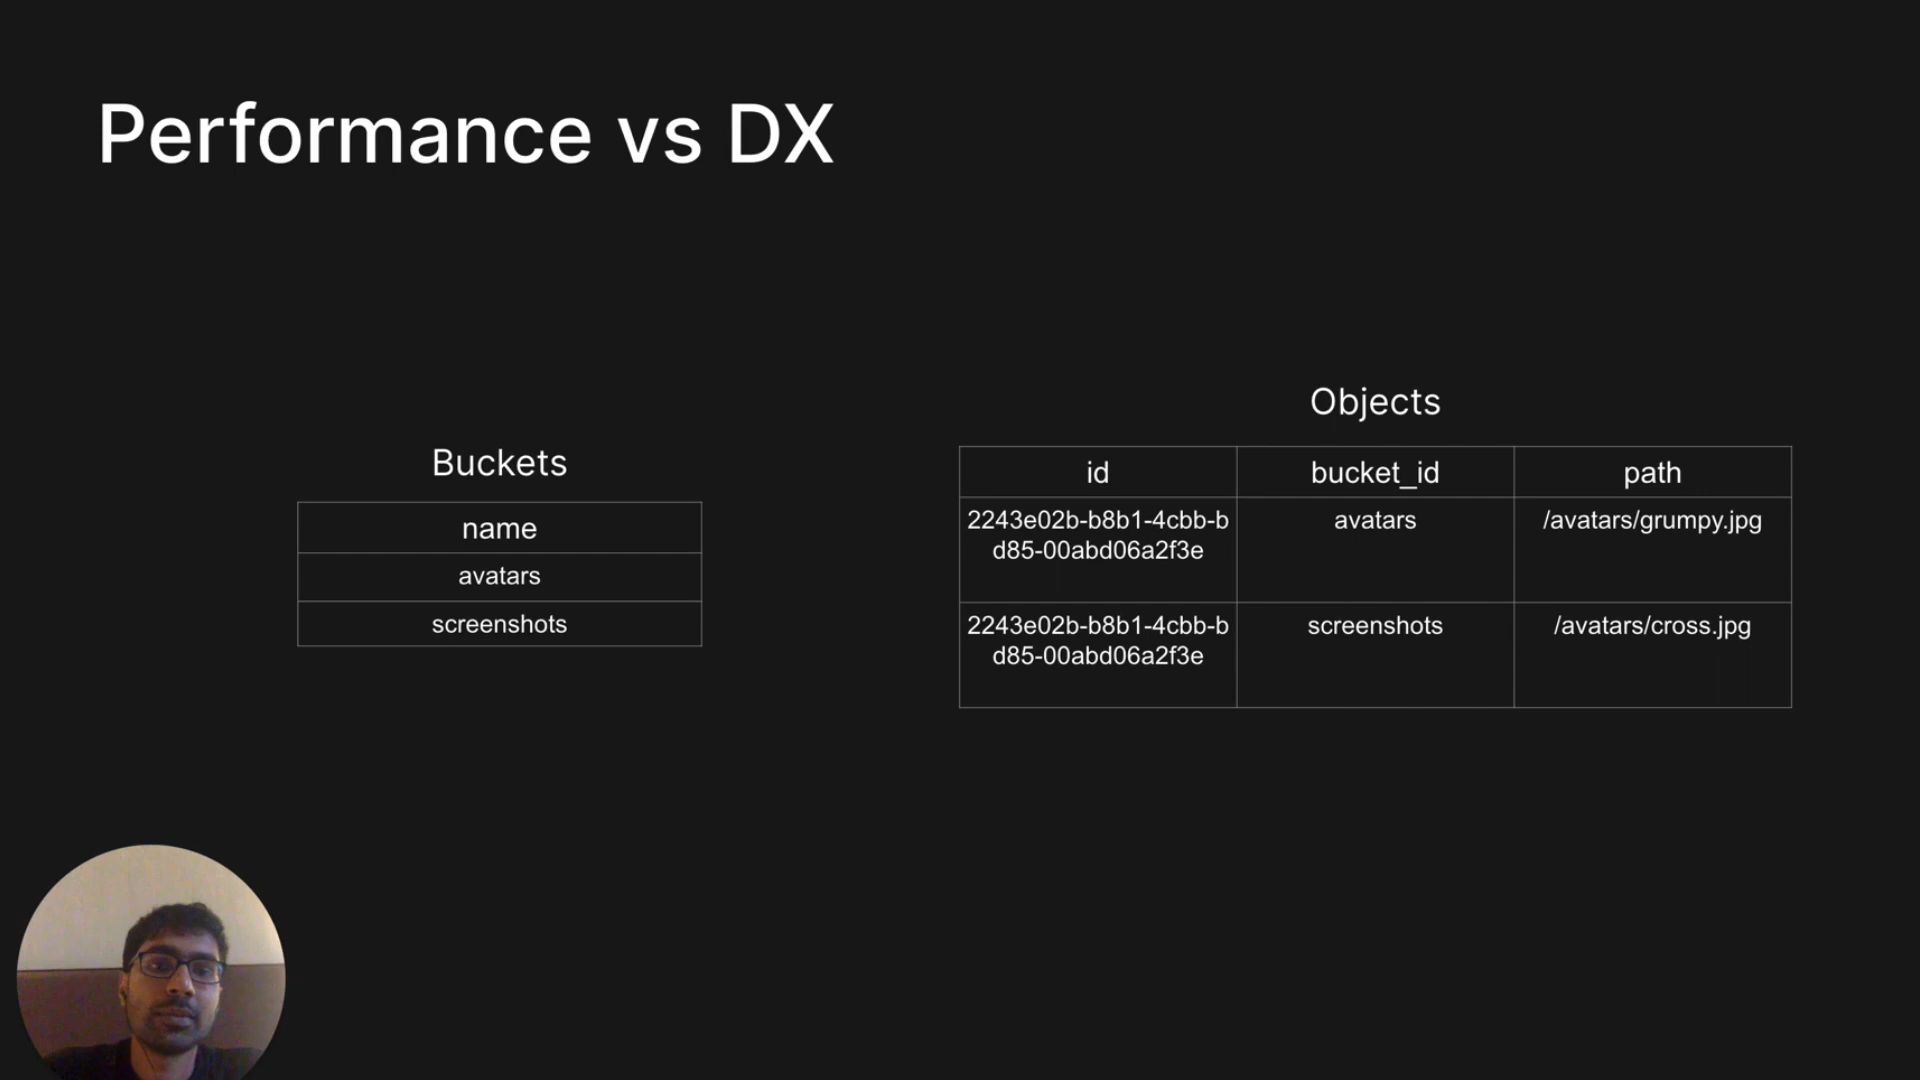 Performance vs DX
Buckets
name
avatars
screenshots
Objects
id bucket_id path
2243e02b-b8b1-4cbb-b avatars /avatars/grumpy.jpg
d85-00abd06a2f3e
2243e02b-b8b1-4cbb-b screenshots /avatars/cross.jpg
d85-00abd06a2f3e